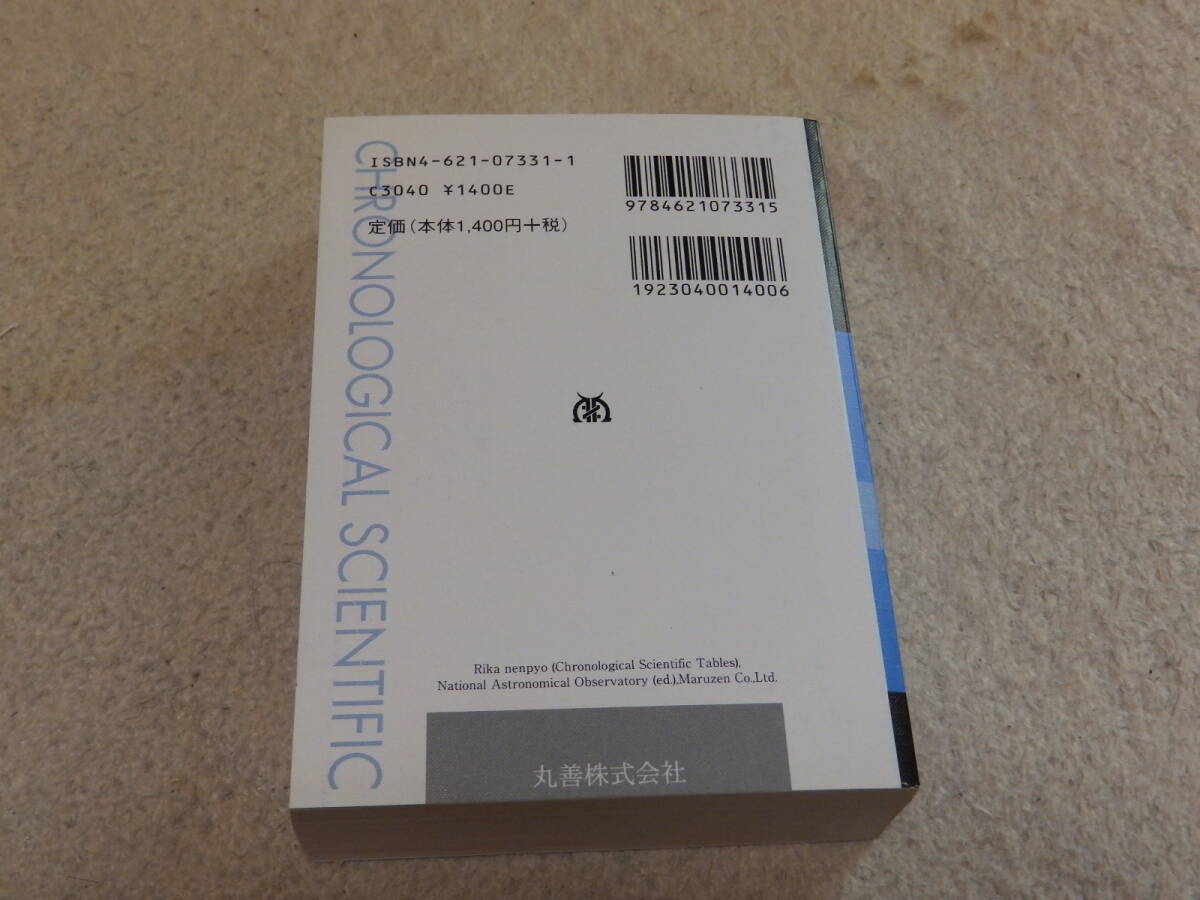 ISBN4-621-07331-1
C3040 ¥1400E
定価(本体1,400円+税)
9784621073315
1923040014006
CHRONOLOGICAL SCIENTIFIC
Rika nenpyo (Chronological Scientific Tables),
National Astronomical Observatory (ed.),Maruzen Co.,Ltd.
丸善株式会社